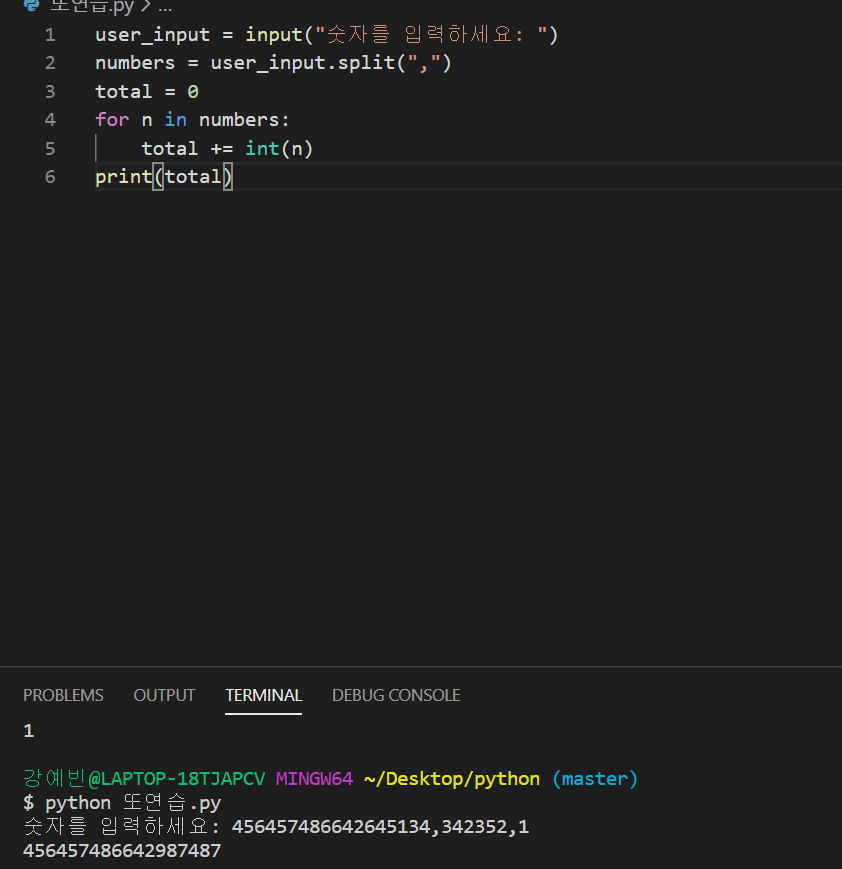 또연습.py > ...
1 user_input = input("숫자를 입력하세요: ")
2 numbers = user_input.split(",")
3 total = 0
4 for n in numbers:
5     total += int(n)
6 print(total)
PROBLEMS OUTPUT TERMINAL DEBUG CONSOLE
1
강예빈@LAPTOP-18TJAPCV MINGW64 ~/Desktop/python (master)
$ python 또연습.py
숫자를 입력하세요: 456457486642645134,342352,1
456457486642987487